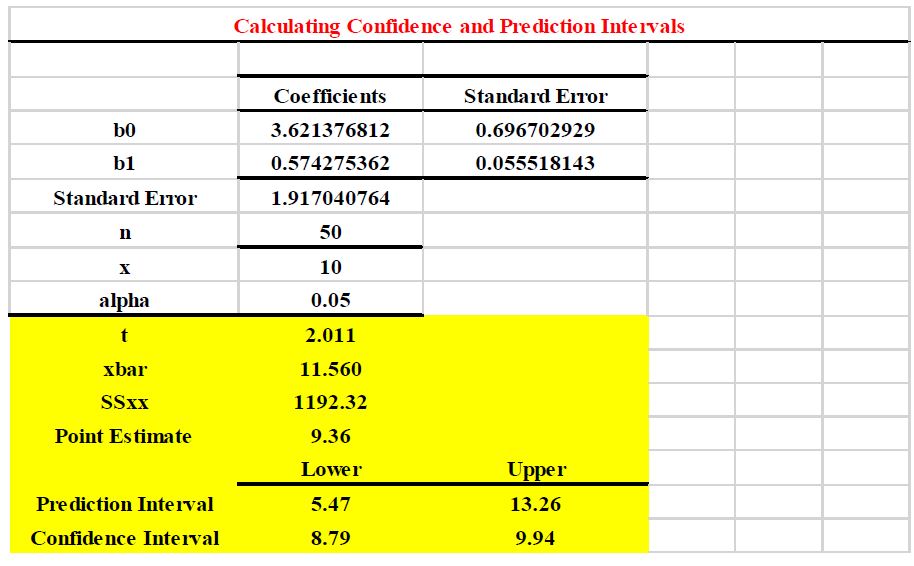 Calculating Confidence and Prediction Intervals
Coefficients Standard Error
b0 3.621376812 0.696702929
b1 0.574275362 0.055518143
Standard Error 1.917040764
n 50
x 10
alpha 0.05
t 2.011
xbar 11.560
SSxx 1192.32
Point Estimate 9.36
Lower Upper
Prediction Interval 5.47 13.26
Confidence Interval 8.79 9.94